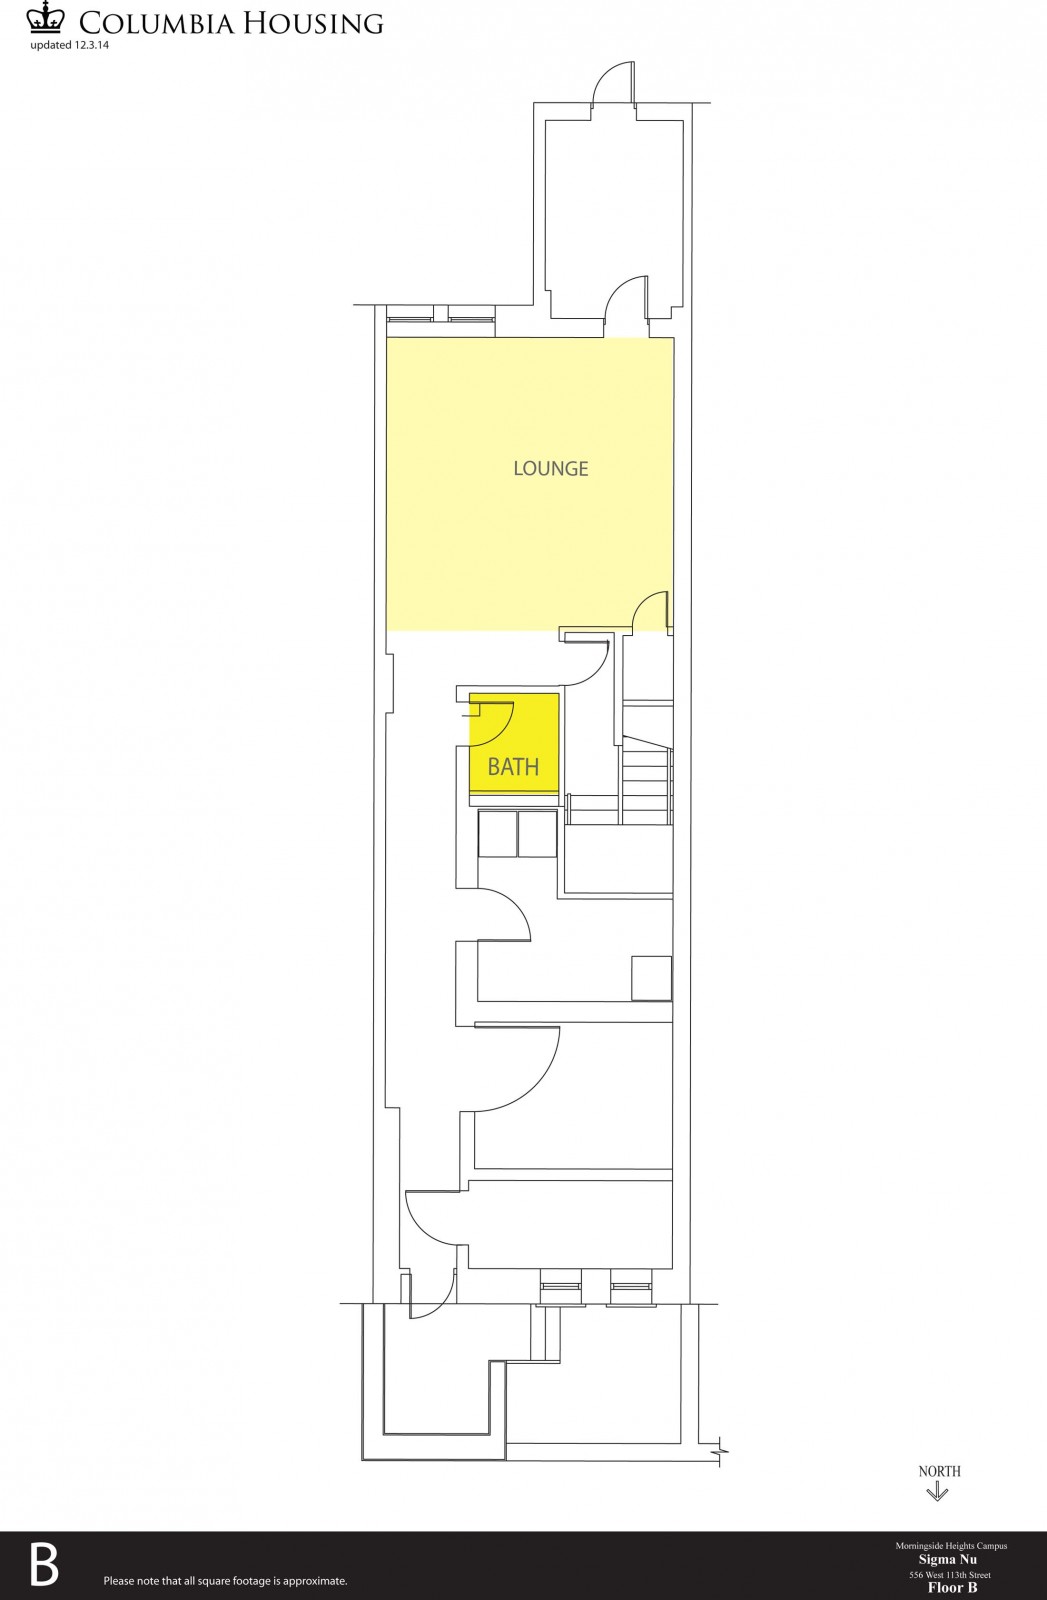 COLUMBIA HOUSING
updated 12.3.14
LOUNGE
BATH
NORTH
B
Please note that all square footage is approximate.
Morningside Heights Campus
Sigma Nu
556 West 113th Street
Floor B